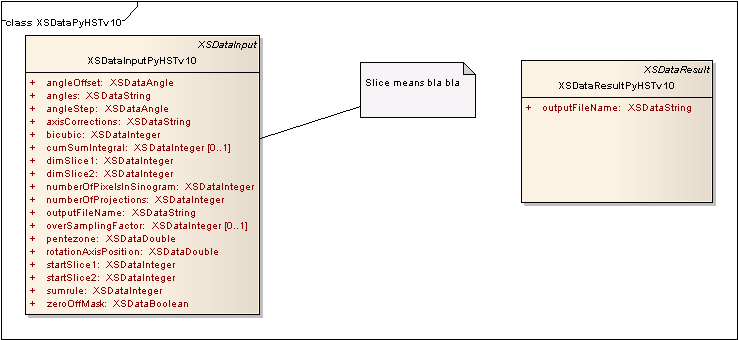 class XSDataPyHSTv10
XSDataInput
XSDataInputPyHSTv10
+ angleOffset: XSDataAngle
+ angles: XSDataString
+ angleStep: XSDataAngle
+ axisCorrections: XSDataString
+ bicubic: XSDataInteger
+ cumSumIntegral: XSDataInteger [0..1]
+ dimSlice1: XSDataInteger
+ dimSlice2: XSDataInteger
+ numberOfPixelsInSinogram: XSDataInteger
+ numberOfProjections: XSDataInteger
+ outputFileName: XSDataString
+ overSamplingFactor: XSDataInteger [0..1]
+ pentezone: XSDataDouble
+ rotationAxisPosition: XSDataDouble
+ startSlice1: XSDataInteger
+ startSlice2: XSDataInteger
+ sumrule: XSDataInteger
+ zeroOffMask: XSDataBoolean
Slice means bla bla
XSDataResult
XSDataResultPyHSTv10
+ outputFileName: XSDataString